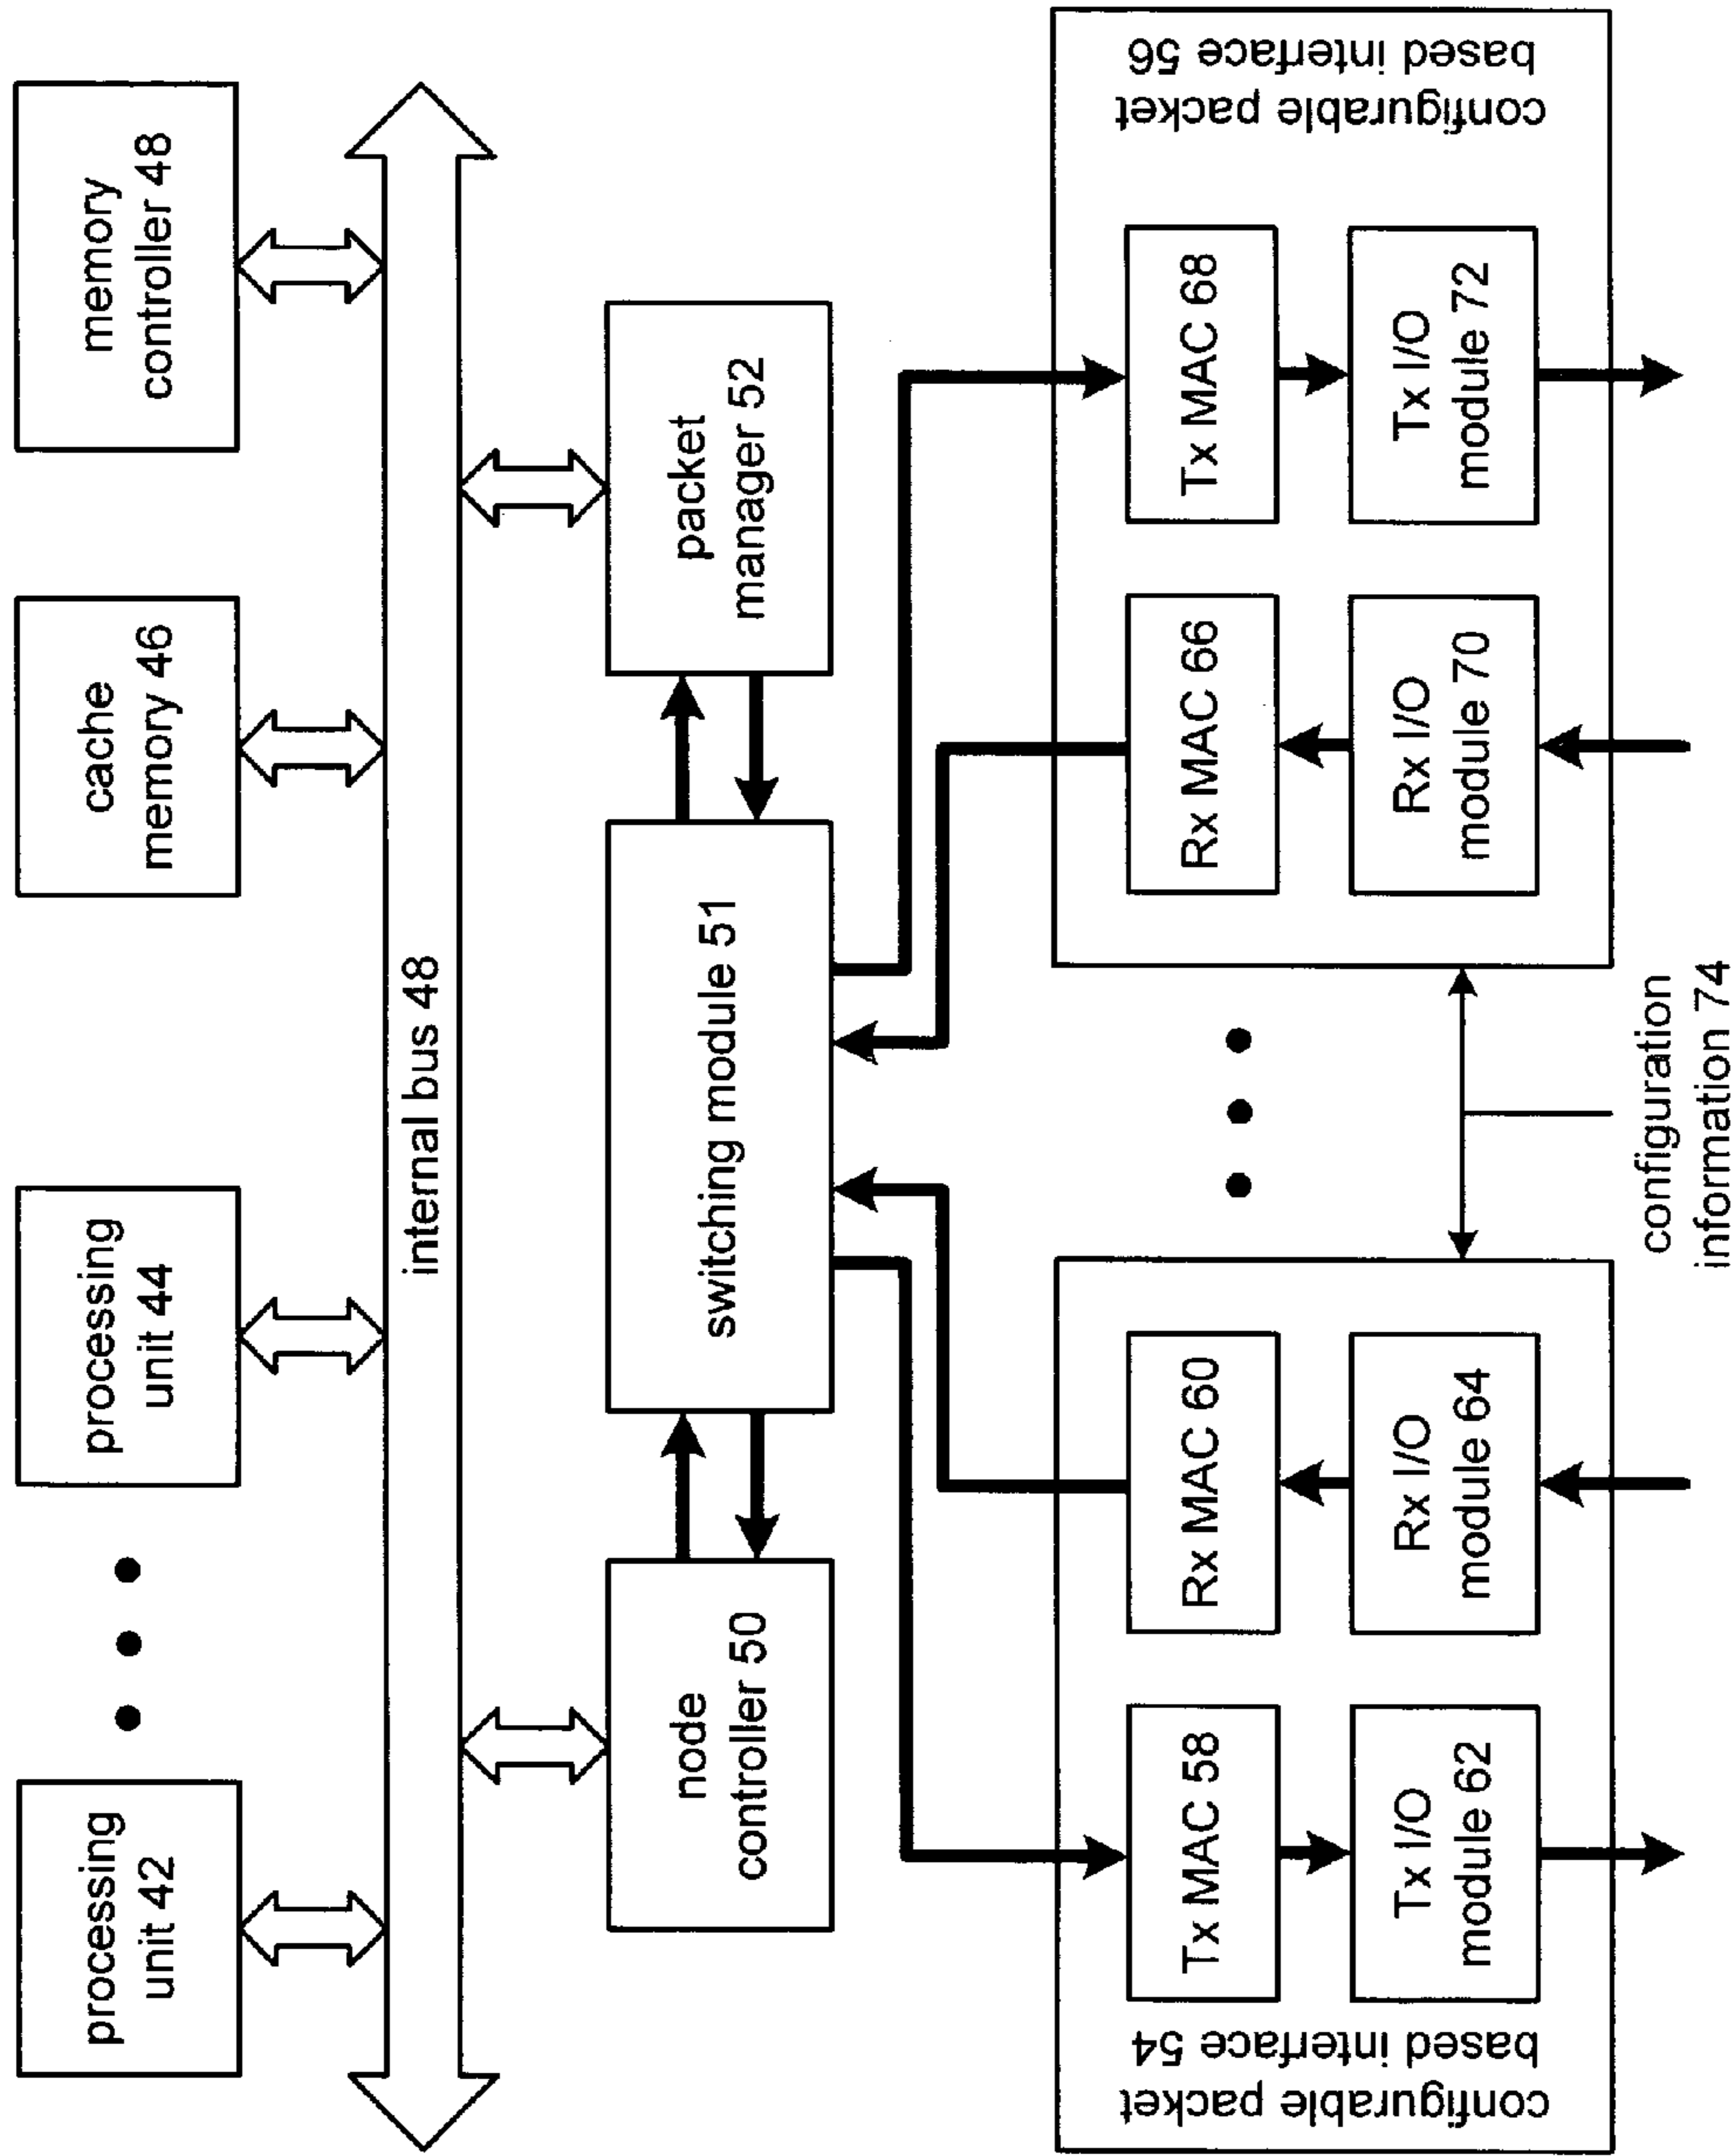 processing
unit 42
processing
unit 44
cache
memory 46
memory
controller 48
internal bus 48
node
controller 50
switching module 51
packet
manager 52
configurable packet
based interface 54
Tx MAC 58
Rx MAC 60
Tx I/O
module 62
Rx I/O
module 64
configuration
information 74
Rx MAC 66
Tx MAC 68
Rx I/O
module 70
Tx I/O
module 72
configurable packet
based interface 56